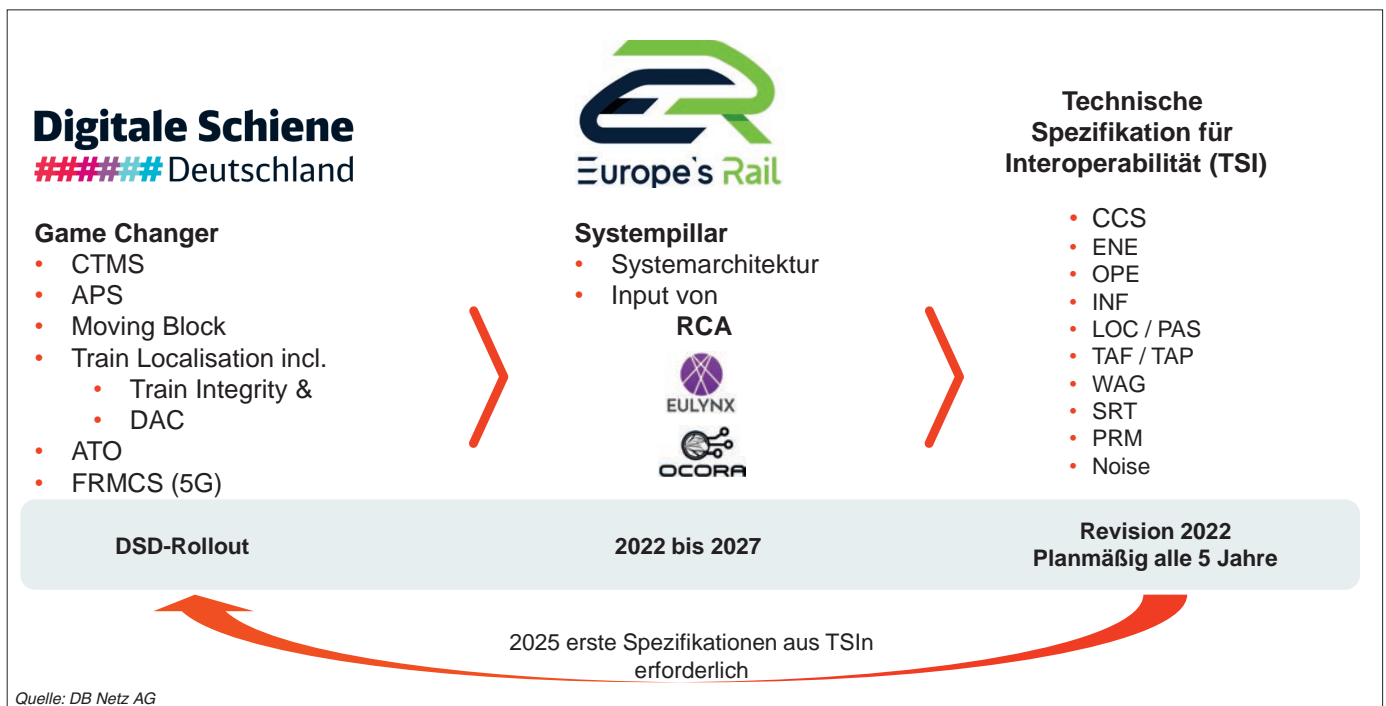 Digitale Schiene
####### Deutschland
Game Changer
• CTMS
• APS
• Moving Block
• Train Localisation incl.
• Train Integrity &
• DAC
• ATO
• FRMCS (5G)
DSD-Rollout
Europe's Rail
Systempillar
• Systemarchitektur
• Input von
RCA
EULYNX
OCORA
2022 bis 2027
Technische
Spezifikation für
Interoperabilität (TSI)
• CCS
• ENE
• OPE
• INF
• LOC / PAS
• TAF / TAP
• WAG
• SRT
• PRM
• Noise
Revision 2022
Planmäßig alle 5 Jahre
2025 erste Spezifikationen aus TSIn
erforderlich
Quelle: DB Netz AG